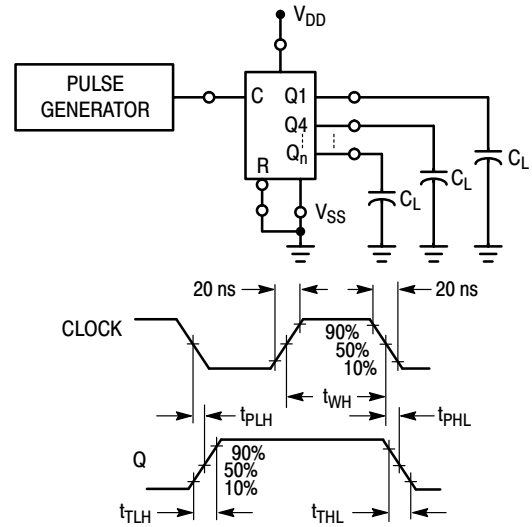 V_DD
PULSE
GENERATOR
C
Q1
Q4
Q_n
R
V_SS
C_L
C_L
C_L
20 ns
20 ns
CLOCK
90%
50%
10%
t_WH
t_PLH
t_PHL
Q
90%
50%
10%
t_TLH
t_THL